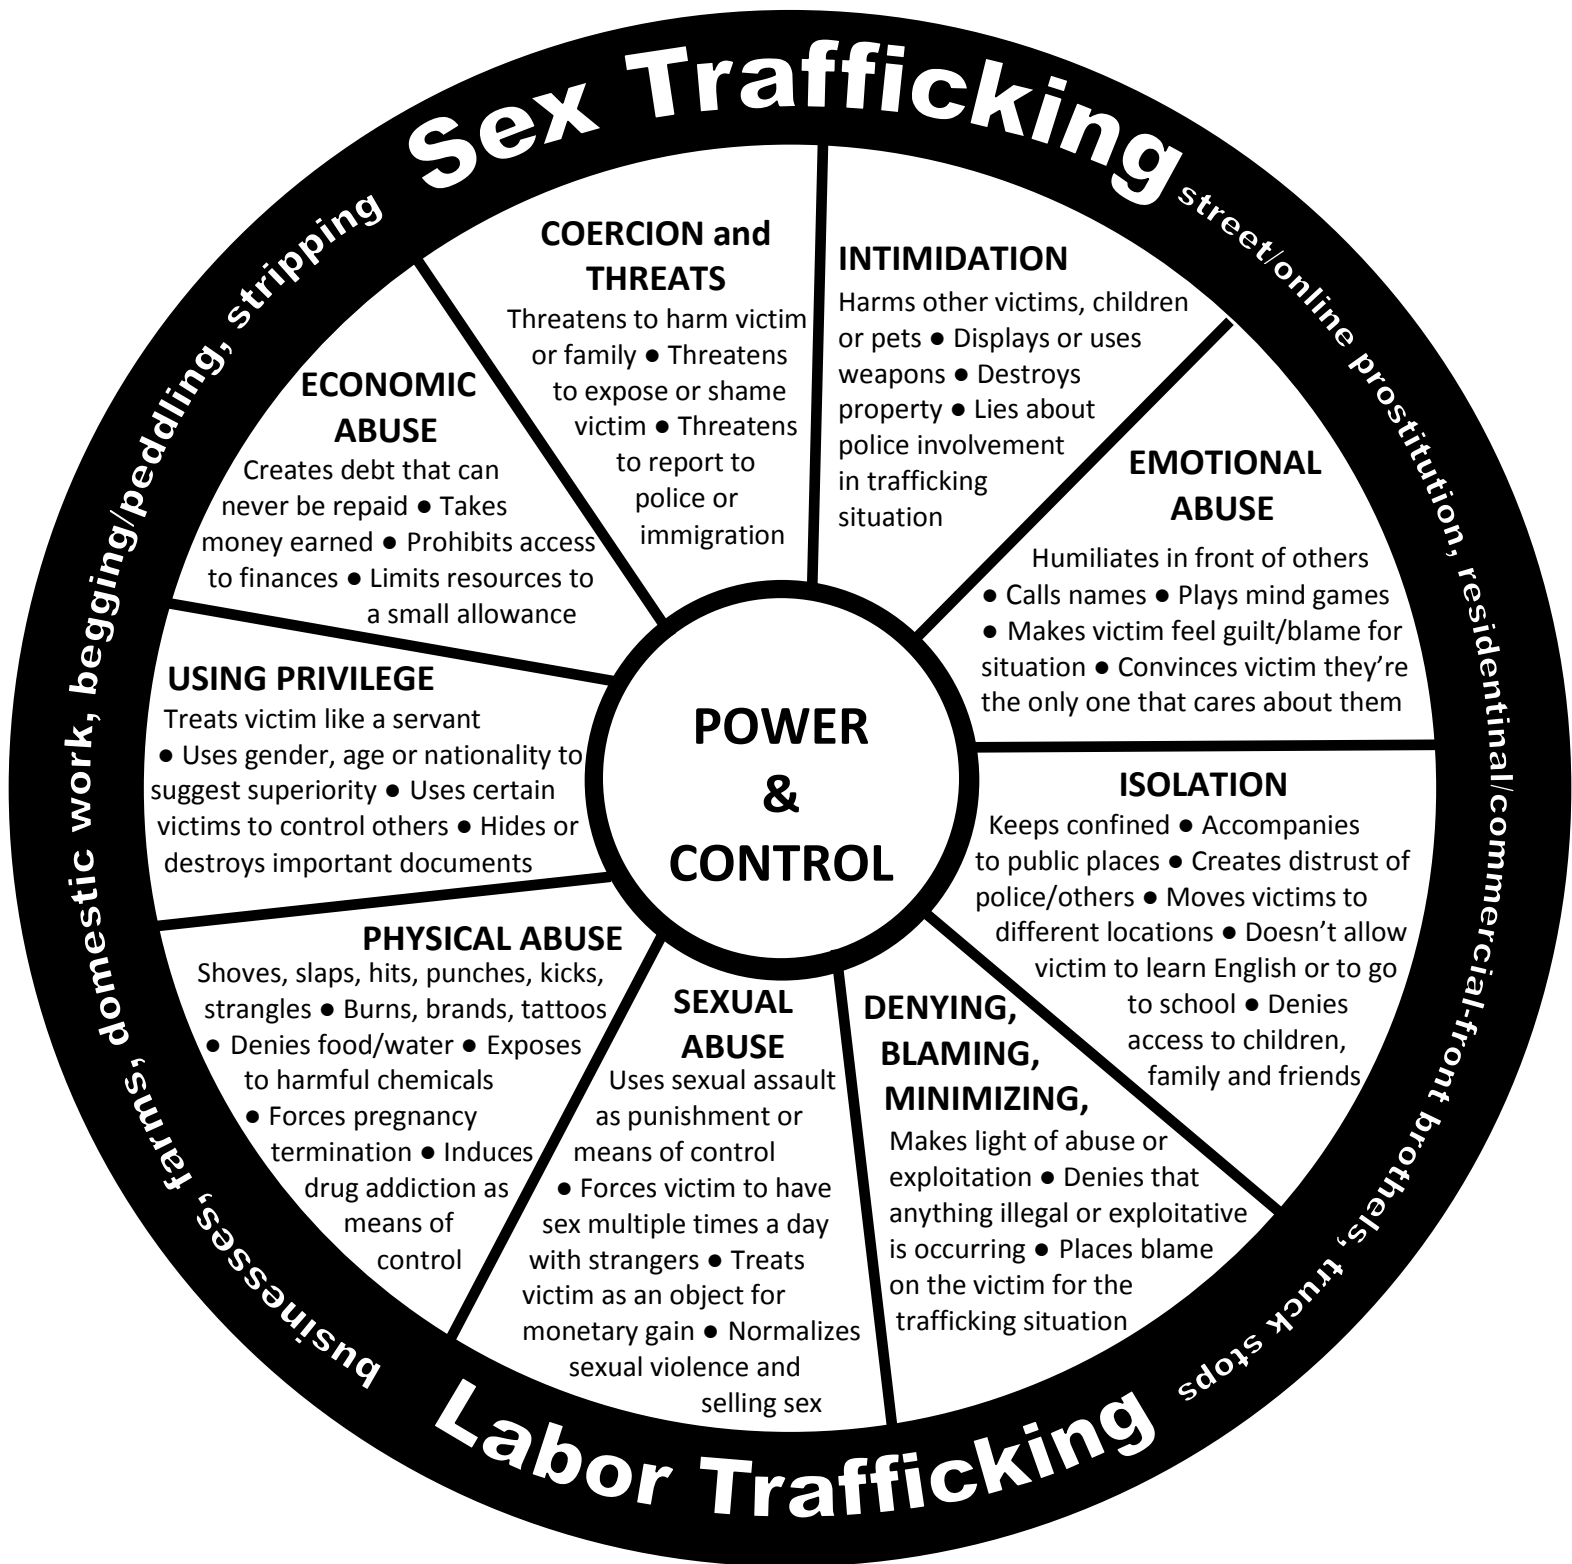 Sex Trafficking
street/online prostitution, residentinal/commercial-front brothels, truck stops
Labor Trafficking
businesses, farms, domestic work, begging/peddling, stripping
POWER
&
CONTROL
COERCION and
THREATS
Threatens to harm victim
or family ● Threatens
to expose or shame
victim ● Threatens
to report to
police or
immigration
INTIMIDATION
Harms other victims, children
or pets ● Displays or uses
weapons ● Destroys
property ● Lies about
police involvement
in trafficking
situation
EMOTIONAL
ABUSE
Humiliates in front of others
● Calls names ● Plays mind games
● Makes victim feel guilt/blame for
situation ● Convinces victim they’re
the only one that cares about them
ISOLATION
Keeps confined ● Accompanies
to public places ● Creates distrust of
police/others ● Moves victims to
different locations ● Doesn’t allow
victim to learn English or to go
to school ● Denies
access to children,
family and friends
DENYING,
BLAMING,
MINIMIZING,
Makes light of abuse or
exploitation ● Denies that
anything illegal or exploitative
is occurring ● Places blame
on the victim for the
trafficking situation
SEXUAL
ABUSE
Uses sexual assault
as punishment or
means of control
● Forces victim to have
sex multiple times a day
with strangers ● Treats
victim as an object for
monetary gain ● Normalizes
sexual violence and
selling sex
PHYSICAL ABUSE
Shoves, slaps, hits, punches, kicks,
strangles ● Burns, brands, tattoos
● Denies food/water ● Exposes
to harmful chemicals
● Forces pregnancy
termination ● Induces
drug addiction as
means of
control
USING PRIVILEGE
Treats victim like a servant
● Uses gender, age or nationality to
suggest superiority ● Uses certain
victims to control others ● Hides or
destroys important documents
ECONOMIC
ABUSE
Creates debt that can
never be repaid ● Takes
money earned ● Prohibits access
to finances ● Limits resources to
a small allowance